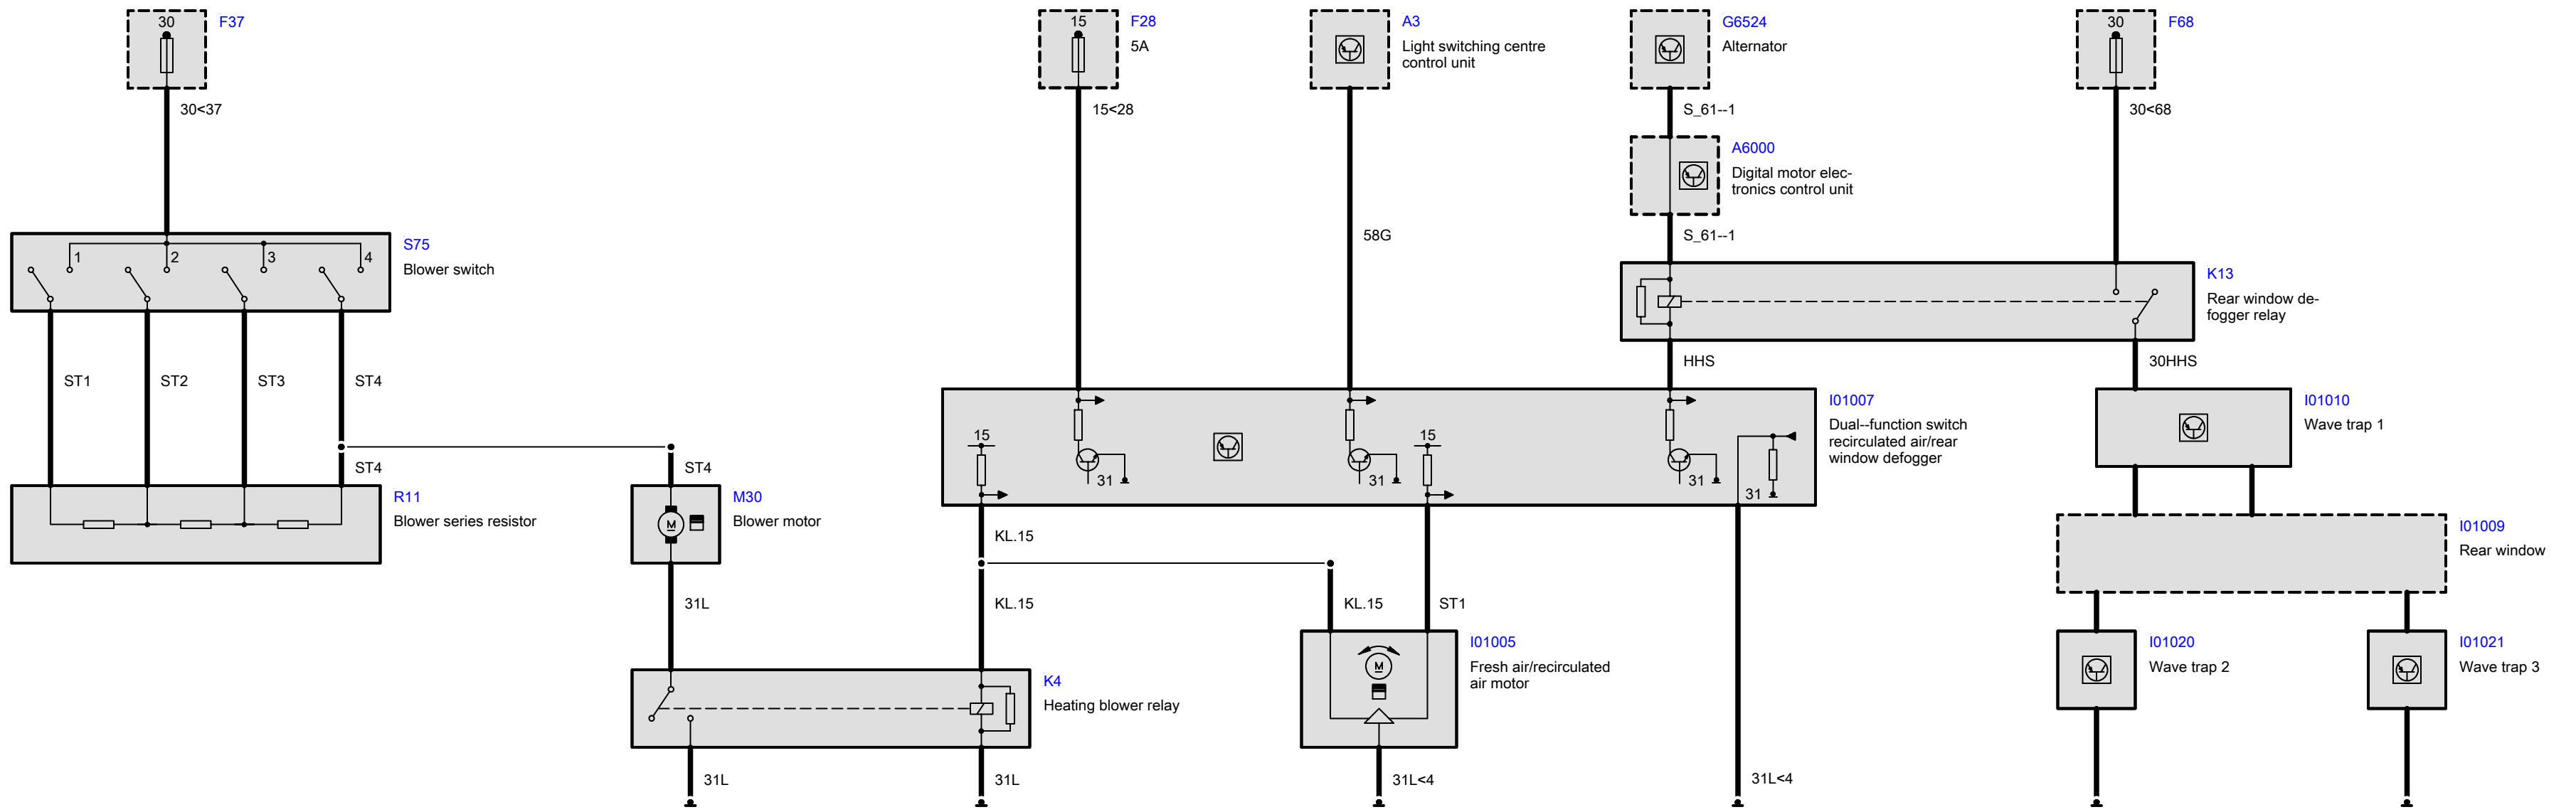 30
F37
15
F28
5A
A3
Light switching centre
control unit
G6524
Alternator
30
F68
30<37
15<28
S_61--1
30<68
A6000
Digital motor elec-
tronics control unit
58G
S_61--1
1
2
3
4
S75
Blower switch
K13
Rear window de-
fogger relay
HHS
30HHS
ST1
ST2
ST3
ST4
I01007
Dual--function switch
recirculated air/rear
window defogger
15
31
31
15
31
31
I01010
Wave trap 1
ST4
ST4
R11
Blower series resistor
M
M30
Blower motor
KL.15
I01009
Rear window
31L
KL.15
KL.15
ST1
M
I01005
Fresh air/recirculated
air motor
I01020
Wave trap 2
I01021
Wave trap 3
K4
Heating blower relay
31L
31L
31L<4
31L<4